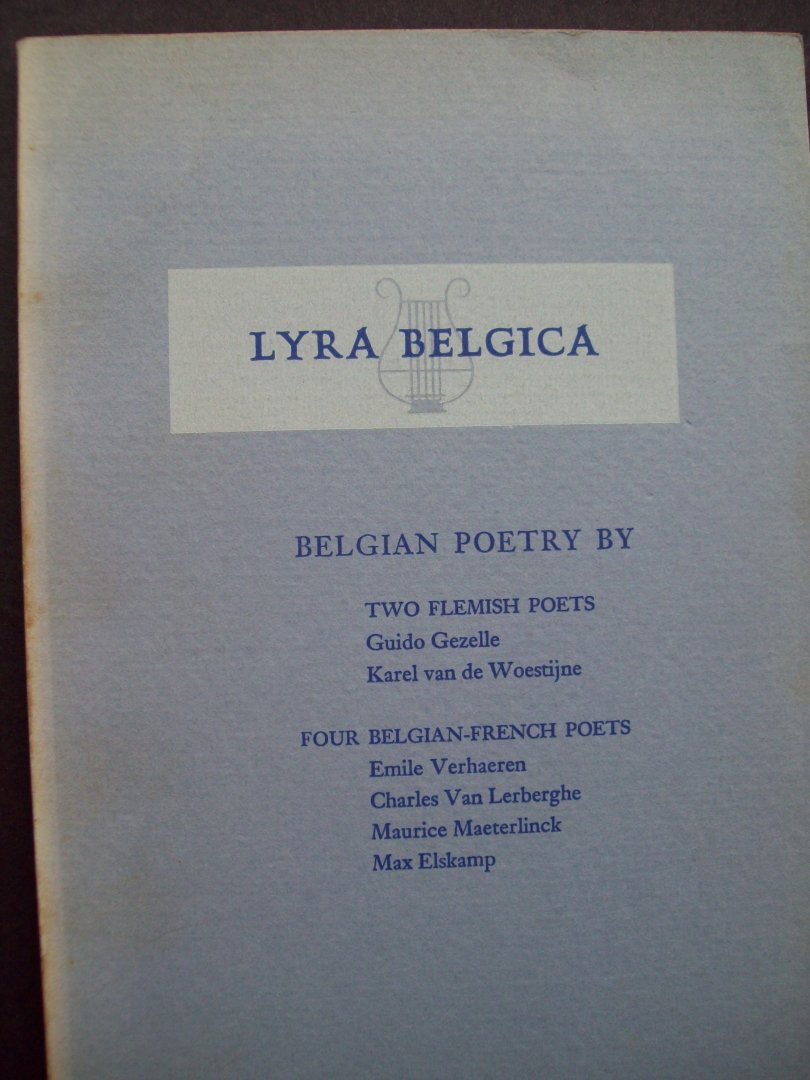 LYRA BELGICA
BELGIAN POETRY BY
TWO FLEMISH POETS
Guido Gezelle
Karel van de Woestijne
FOUR BELGIAN-FRENCH POETS
Emile Verhaeren
Charles Van Lerberghe
Maurice Maeterlinck
Max Elskamp